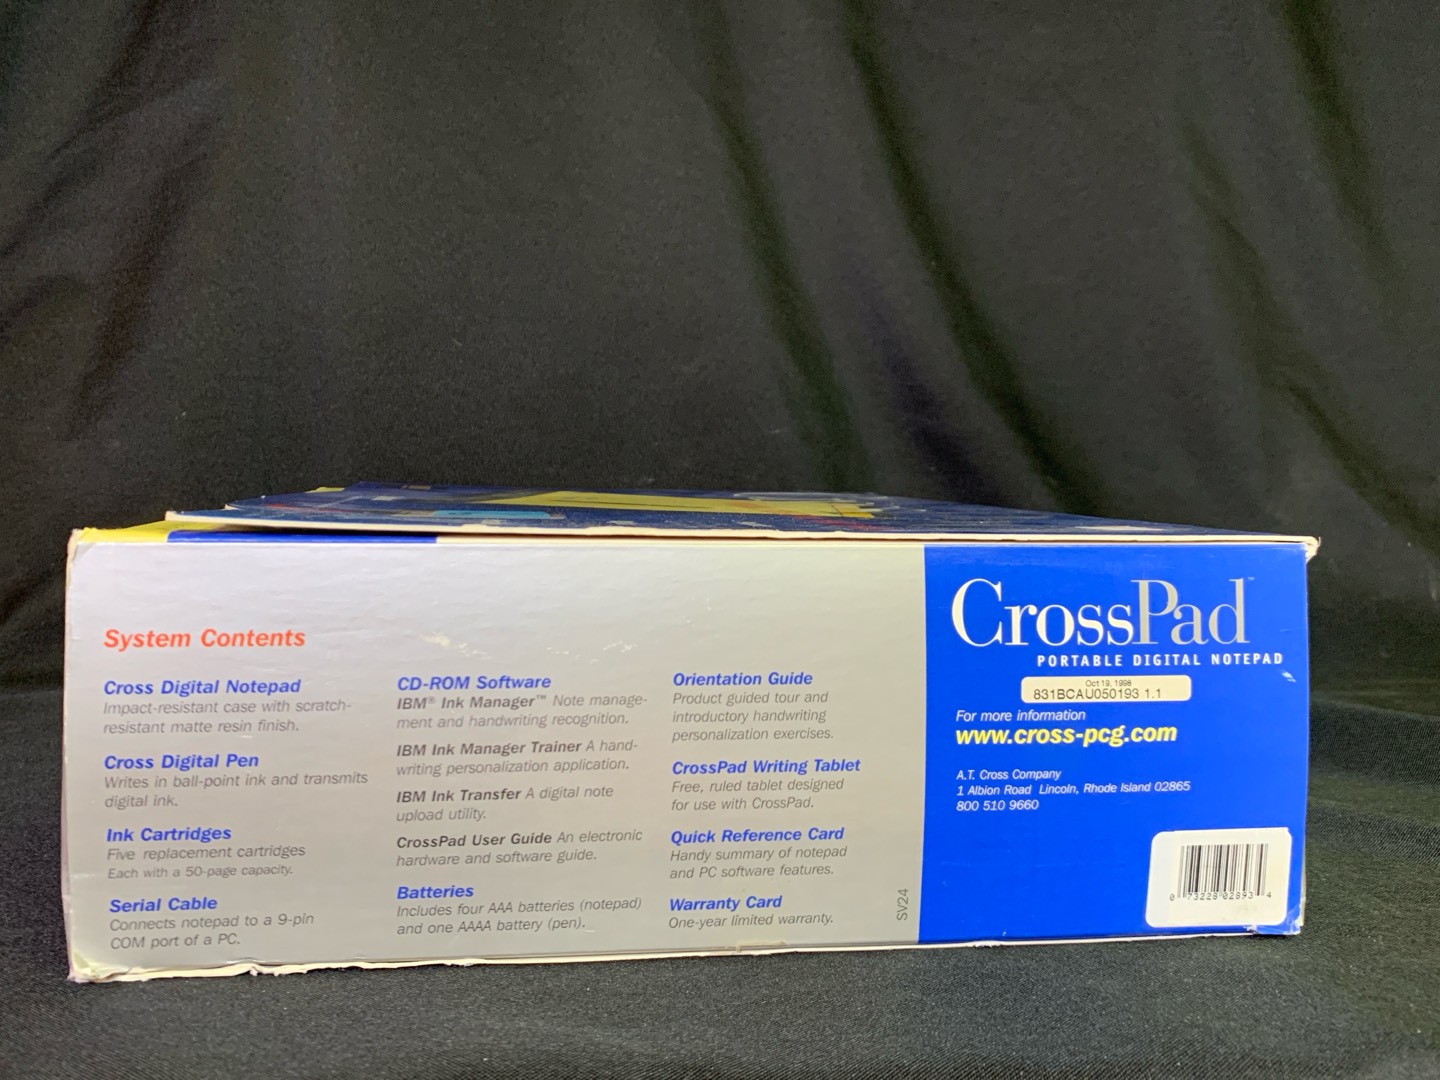 System Contents
Cross Digital Notepad
Impact-resistant case with scratch-
resistant matte resin finish.
Cross Digital Pen
Writes in ball-point ink and transmits
digital ink.
Ink Cartridges
Five replacement cartridges
Each with a 50-page capacity.
Serial Cable
Connects notepad to a 9-pin
COM port of a PC.
CD-ROM Software
IBM® Ink Manager™ Note manage-
ment and handwriting recognition.
IBM Ink Manager Trainer A hand-
writing personalization application.
IBM Ink Transfer A digital note
upload utility.
CrossPad User Guide An electronic
hardware and software guide.
Batteries
Includes four AAA batteries (notepad)
and one AAAA battery (pen).
Orientation Guide
Product guided tour and
introductory handwriting
personalization exercises.
CrossPad Writing Tablet
Free, ruled tablet designed
for use with CrossPad.
Quick Reference Card
Handy summary of notepad
and PC software features.
Warranty Card
One-year limited warranty.
SV24
CrossPad™
PORTABLE DIGITAL NOTEPAD
Oct 19, 1998
831BCAU050193 1.1
For more information
www.cross-pcg.com
A.T. Cross Company
1 Albion Road Lincoln, Rhode Island 02865
800 510 9660
0 73228 02893 4